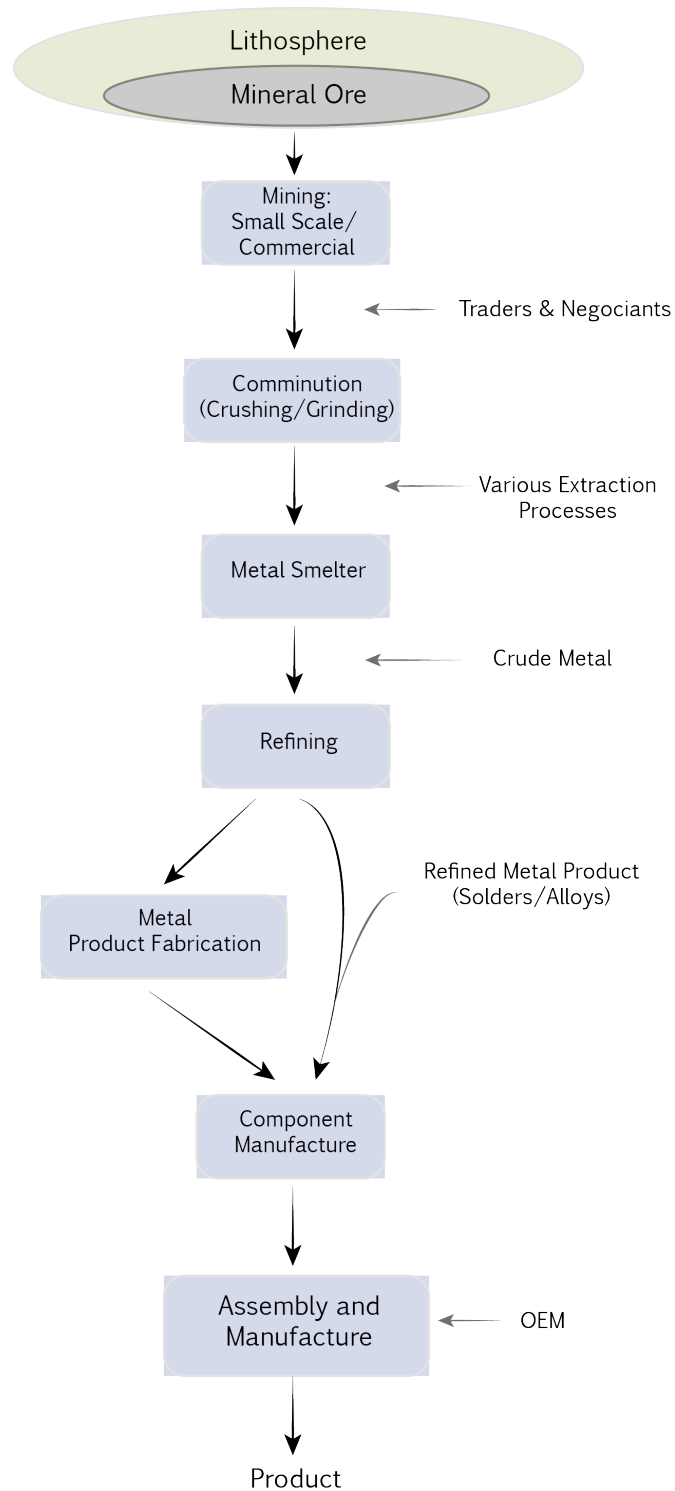 Lithosphere
Mineral Ore
Mining:
Small Scale/
Commercial
Traders & Negociants
Comminution
(Crushing/Grinding)
Various Extraction
Processes
Metal Smelter
Crude Metal
Refining
Refined Metal Product
(Solders/Alloys)
Metal
Product Fabrication
Component
Manufacture
Assembly and
Manufacture
OEM
Product